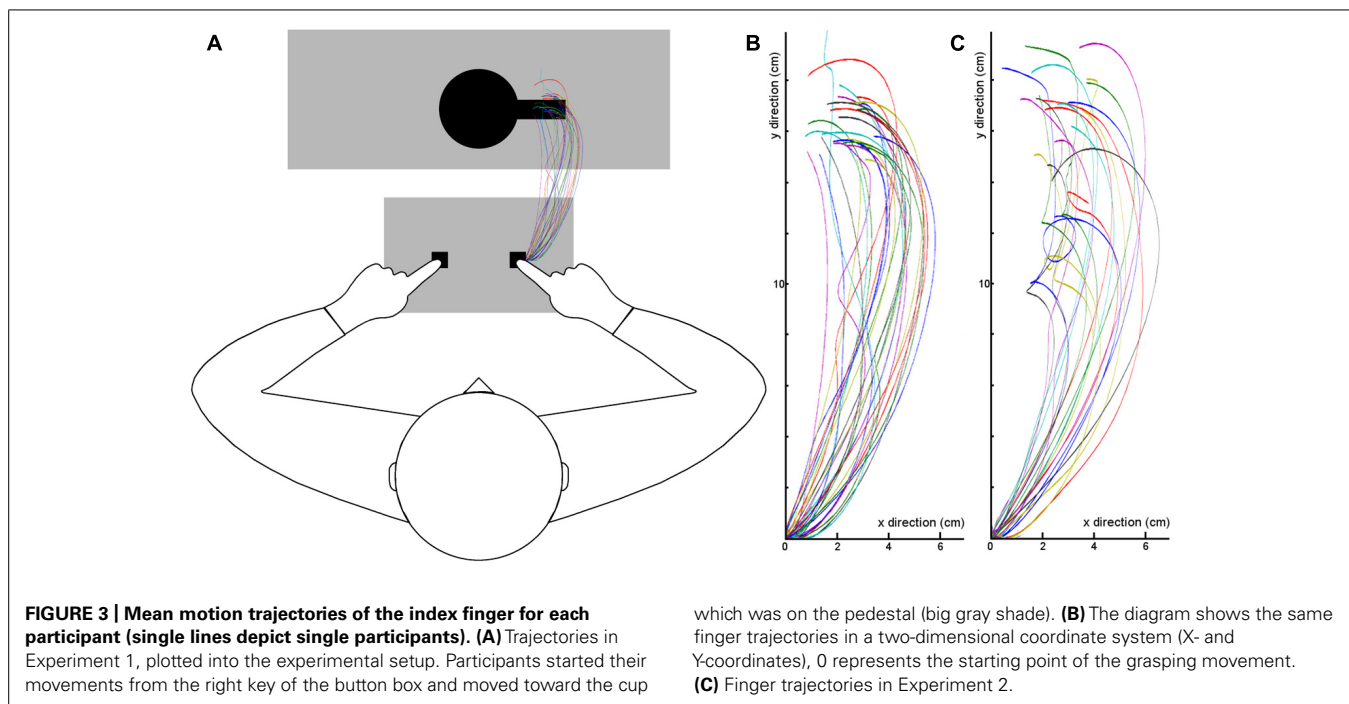 A
B
C
y direction (cm)
y direction (cm)
10
10
x direction (cm)
x direction (cm)
0 2 4 6
0 2 4 6
FIGURE 3 | Mean motion trajectories of the index finger for each
participant (single lines depict single participants). (A) Trajectories in
Experiment 1, plotted into the experimental setup. Participants started their
movements from the right key of the button box and moved toward the cup
which was on the pedestal (big gray shade). (B) The diagram shows the same
finger trajectories in a two-dimensional coordinate system (X- and
Y-coordinates), 0 represents the starting point of the grasping movement.
(C) Finger trajectories in Experiment 2.